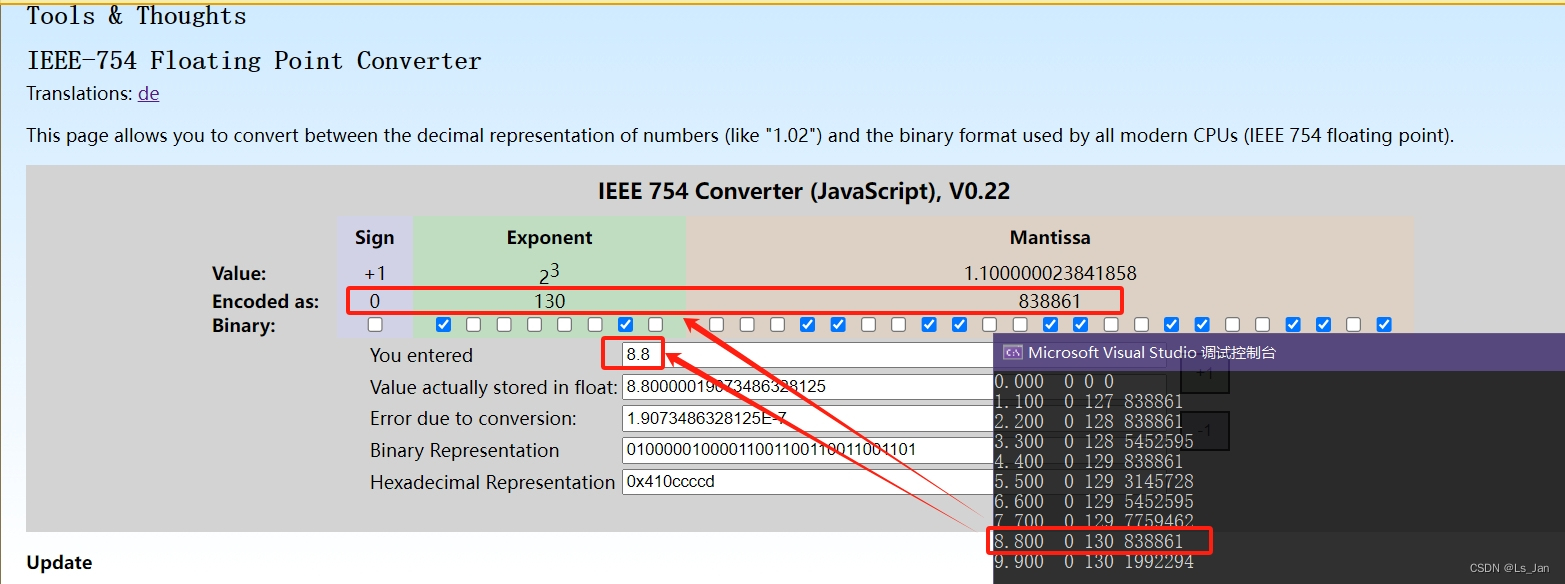 Tools & Thoughts
IEEE-754 Floating Point Converter
Translations: de
This page allows you to convert between the decimal representation of numbers (like "1.02") and the binary format used by all modern CPUs (IEEE 754 floating point).
IEEE 754 Converter (JavaScript), V0.22
Sign Exponent Mantissa
Value: +1 2^3 1.100000023841858
Encoded as: 0 130 838861
Binary:
You entered 8.8
Value actually stored in float: 8.80000019073486328125
Error due to conversion: 1.9073486328125E-7
Binary Representation 01000001000011001100110011001101
Hexadecimal Representation 0x410ccccd
+1
-1
Update
Microsoft Visual Studio 调试控制台
0.000 0 0 0
1.100 0 127 838861
2.200 0 128 838861
3.300 0 128 5452595
4.400 0 129 838861
5.500 0 129 3145728
6.600 0 129 5452595
7.700 0 129 7759462
8.800 0 130 838861
9.900 0 130 1992294
CSDN @Ls_Jan